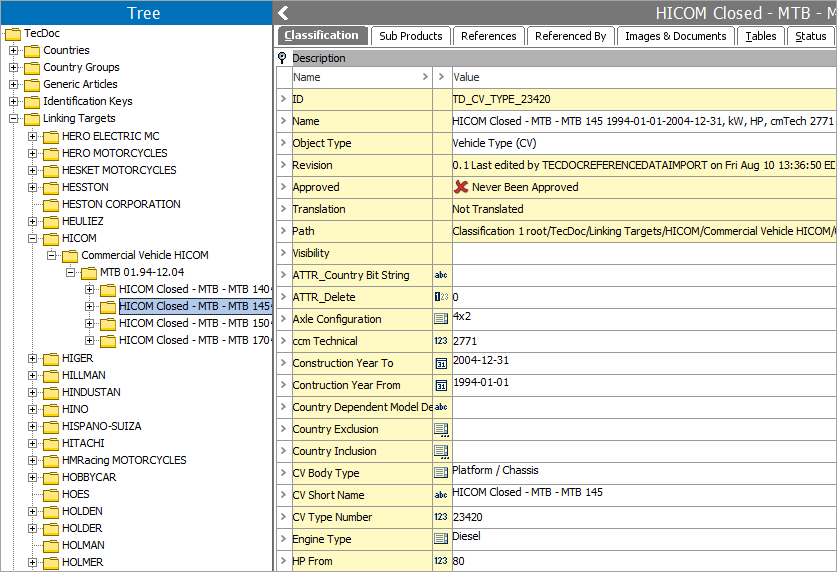 Tree
TecDoc
Countries
Country Groups
Generic Articles
Identification Keys
Linking Targets
HERO ELECTRIC MC
HERO MOTORCYCLES
HESKET MOTORCYCLES
HESSTON
HESTON CORPORATION
HEULIEZ
HICOM
Commercial Vehicle HICOM
MTB 01.94-12.04
HICOM Closed - MTB - MTB 140
HICOM Closed - MTB - MTB 145
HICOM Closed - MTB - MTB 150
HICOM Closed - MTB - MTB 170
HIGER
HILLMAN
HINDUSTAN
HINO
HISPANO-SUIZA
HITACHI
HMRacing MOTORCYCLES
HOBBYCAR
HOES
HOLDEN
HOLDER
HOLMAN
HOLMER
HICOM Closed - MTB - M
Classification Sub Products References Referenced By Images & Documents Tables Status
Description
Name > > Value
ID TD_CV_TYPE_23420
Name HICOM Closed - MTB - MTB 145 1994-01-01-2004-12-31, kW, HP, cmTech 2771
Object Type Vehicle Type (CV)
Revision 0.1 Last edited by TECDOCREFERENCEDATAIMPORT on Fri Aug 10 13:36:50 ED
Approved Never Been Approved
Translation Not Translated
Path Classification 1 root/TecDoc/Linking Targets/HICOM/Commercial Vehicle HICOM/
Visibility
ATTR_Country Bit String abc
ATTR_Delete 123 0
Axle Configuration 4x2
ccm Technical 123 2771
Construction Year To 31 2004-12-31
Contruction Year From 31 1994-01-01
Country Dependent Model De abc
Country Exclusion
Country Inclusion
CV Body Type Platform / Chassis
CV Short Name abc HICOM Closed - MTB - MTB 145
CV Type Number 123 23420
Engine Type Diesel
HP From 123 80